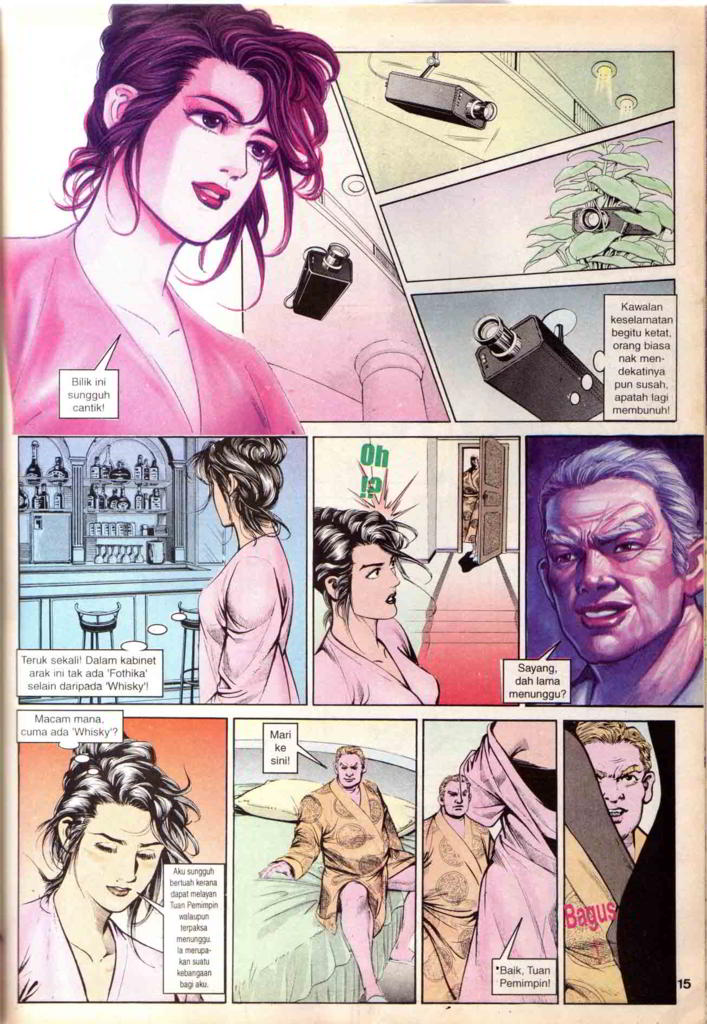 Bilik ini
sungguh
cantik!
Kawalan
keselamatan
begitu ketat,
orang biasa
nak men-
dekatinya
pun susah,
apatah lagi
membunuh!
Teruk sekali! Dalam kabinet
arak ini tak ada 'Fothika'
selain daripada 'Whisky'!
Oh
!?
Sayang,
dah lama
menunggu?
Macam mana,
cuma ada 'Whisky'?
Aku sungguh
bertuah kerana
dapat melayan
Tuan Pemimpin
walaupun
terpaksa
menunggu.
Ia merupa-
kan suatu
kebangaan
bagi aku.
Mari
ke
sini!
Baik, Tuan
Pemimpin!
Bagus
15